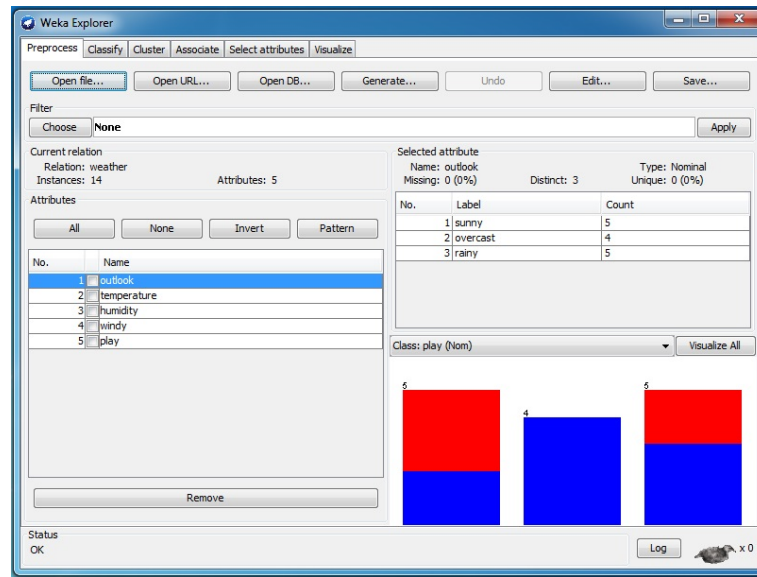 Weka Explorer
Preprocess Classify Cluster Associate Select attributes Visualize
Open file... Open URL... Open DB... Generate... Undo Edit... Save...
Filter
Choose None Apply
Current relation
Relation: weather
Instances: 14 Attributes: 5
Attributes
All None Invert Pattern
No. Name
1 outlook
2 temperature
3 humidity
4 windy
5 play
Remove
Selected attribute
Name: outlook Type: Nominal
Missing: 0 (0%) Distinct: 3 Unique: 0 (0%)
No. Label Count
1 sunny 5
2 overcast 4
3 rainy 5
Class: play (Nom) Visualize All
5 4 5
Status
OK Log x 0